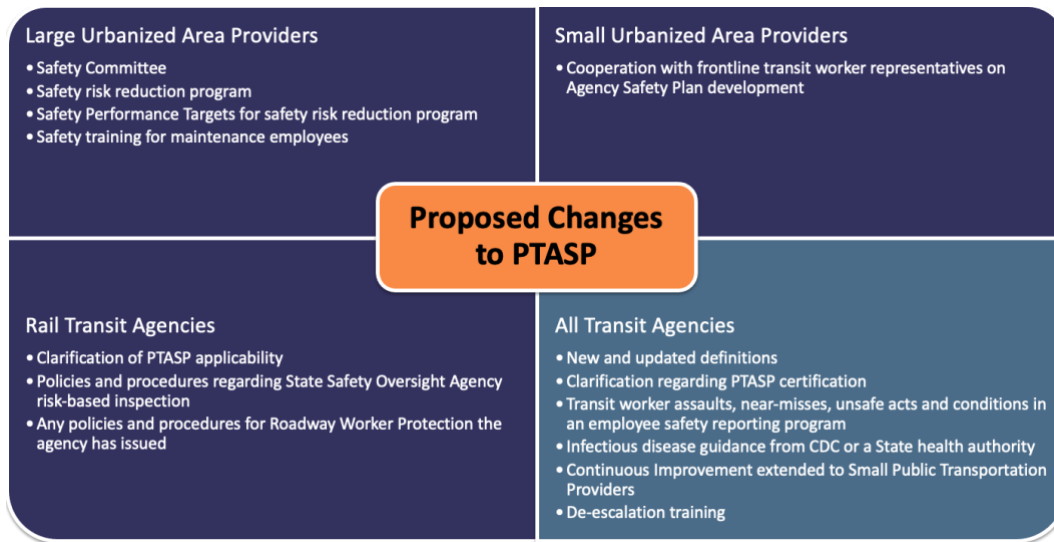 Large Urbanized Area Providers
• Safety Committee
• Safety risk reduction program
• Safety Performance Targets for safety risk reduction program
• Safety training for maintenance employees
Small Urbanized Area Providers
• Cooperation with frontline transit worker representatives on
Agency Safety Plan development
Proposed Changes
to PTASP
Rail Transit Agencies
• Clarification of PTASP applicability
• Policies and procedures regarding State Safety Oversight Agency
risk-based inspection
• Any policies and procedures for Roadway Worker Protection the
agency has issued
All Transit Agencies
• New and updated definitions
• Clarification regarding PTASP certification
• Transit worker assaults, near-misses, unsafe acts and conditions in
an employee safety reporting program
• Infectious disease guidance from CDC or a State health authority
• Continuous Improvement extended to Small Public Transportation
Providers
• De-escalation training